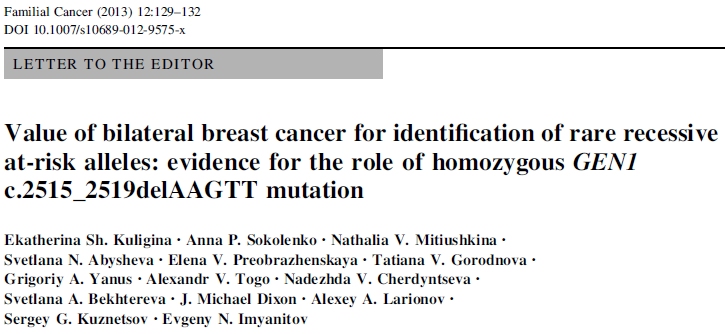 Familial Cancer (2013) 12:129–132
DOI 10.1007/s10689-012-9575-x
LETTER TO THE EDITOR
Value of bilateral breast cancer for identification of rare recessive
at-risk alleles: evidence for the role of homozygous GEN1
c.2515_2519delAAGTT mutation
Ekatherina Sh. Kuligina · Anna P. Sokolenko · Nathalia V. Mitiushkina ·
Svetlana N. Abysheva · Elena V. Preobrazhenskaya · Tatiana V. Gorodnova ·
Grigoriy A. Yanus · Alexandr V. Togo · Nadezhda V. Cherdyntseva ·
Svetlana A. Bekhtereva · J. Michael Dixon · Alexey A. Larionov ·
Sergey G. Kuznetsov · Evgeny N. Imyanitov